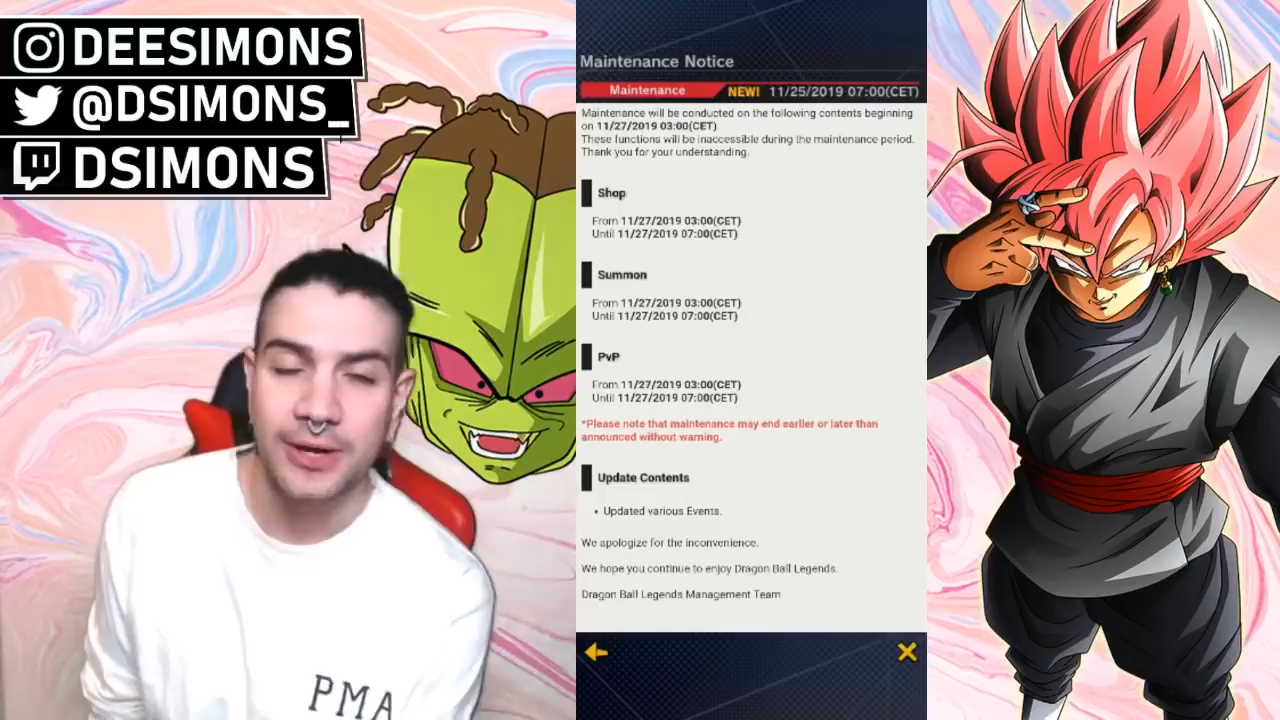 DEESIMONS
@DSIMONS_
DSIMONS
PMA
Maintenance Notice
Maintenance NEW! 11/25/2019 07:00(CET)
Maintenance will be conducted on the following contents beginning
on 11/27/2019 03:00(CET).
These functions will be inaccessible during the maintenance period.
Thank you for your understanding.
Shop
From 11/27/2019 03:00(CET)
Until 11/27/2019 07:00(CET)
Summon
From 11/27/2019 03:00(CET)
Until 11/27/2019 07:00(CET)
PvP
From 11/27/2019 03:00(CET)
Until 11/27/2019 07:00(CET)
*Please note that maintenance may end earlier or later than
announced without warning.
Update Contents
• Updated various Events.
We apologize for the inconvenience.
We hope you continue to enjoy Dragon Ball Legends.
Dragon Ball Legends Management Team